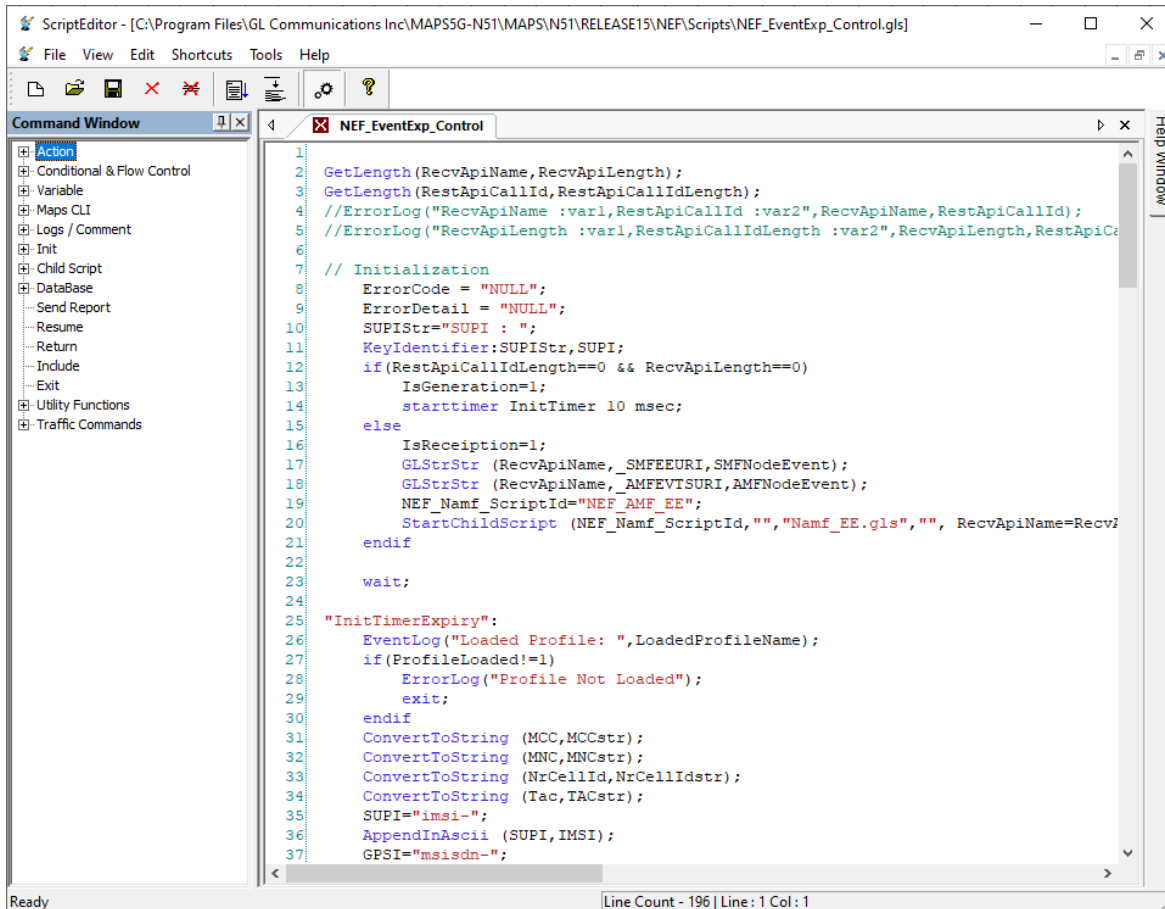 ScriptEditor - [C:\Program Files\GL Communications Inc\MAPS5G-N51\MAPS\N51\RELEASE15\NEF\Scripts\NEF_EventExp_Control.gls]
File View Edit Shortcuts Tools Help
Command Window
NEF_EventExp_Control
Help Window
Action
Conditional & Flow Control
Variable
Maps CLI
Logs / Comment
Init
Child Script
DataBase
Send Report
Resume
Return
Include
Exit
Utility Functions
Traffic Commands
1
2 GetLength(RecvApiName,RecvApiLength);
3 GetLength(RestApiCallId,RestApiCallIdLength);
4 //ErrorLog("RecvApiName :var1,RestApiCallId :var2",RecvApiName,RestApiCallId);
5 //ErrorLog("RecvApiLength :var1,RestApiCallIdLength :var2",RecvApiLength,RestApiCa
6
7 // Initialization
8 ErrorCode = "NULL";
9 ErrorDetail = "NULL";
10 SUPIStr="SUPI : ";
11 KeyIdentifier:SUPIStr,SUPI;
12 if(RestApiCallIdLength==0 && RecvApiLength==0)
13 IsGeneration=1;
14 starttimer InitTimer 10 msec;
15 else
16 IsReceiption=1;
17 GLStrStr (RecvApiName,_SMFEEURI,SMFNodeEvent);
18 GLStrStr (RecvApiName,_AMFEVTSURI,AMFNodeEvent);
19 NEF_Namf_ScriptId="NEF_AMF_EE";
20 StartChildScript (NEF_Namf_ScriptId,"","Namf_EE.gls","", RecvApiName=RecvA
21 endif
22
23 wait;
24
25 "InitTimerExpiry":
26 EventLog("Loaded Profile: ",LoadedProfileName);
27 if(ProfileLoaded!=1)
28 ErrorLog("Profile Not Loaded");
29 exit;
30 endif
31 ConvertToString (MCC,MCCstr);
32 ConvertToString (MNC,MNCstr);
33 ConvertToString (NrCellId,NrCellIdstr);
34 ConvertToString (Tac,TACstr);
35 SUPI="imsi-";
36 AppendInAscii (SUPI,IMSI);
37 GPSI="msisdn-";
Ready
Line Count - 196 | Line : 1 Col : 1